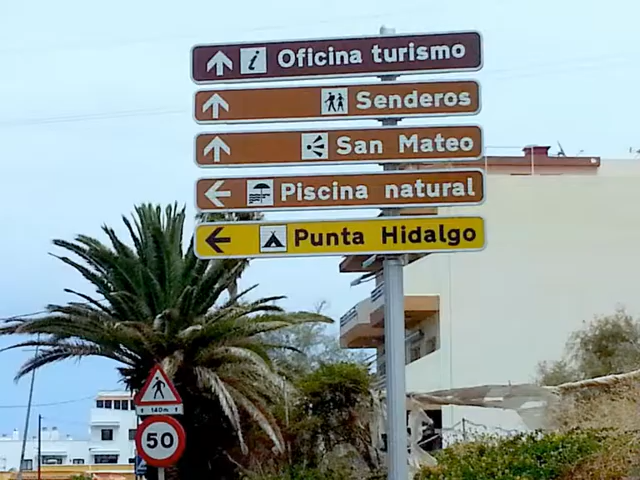 Oficina turismo
Senderos
San Mateo
Piscina natural
Punta Hidalgo
140m
50